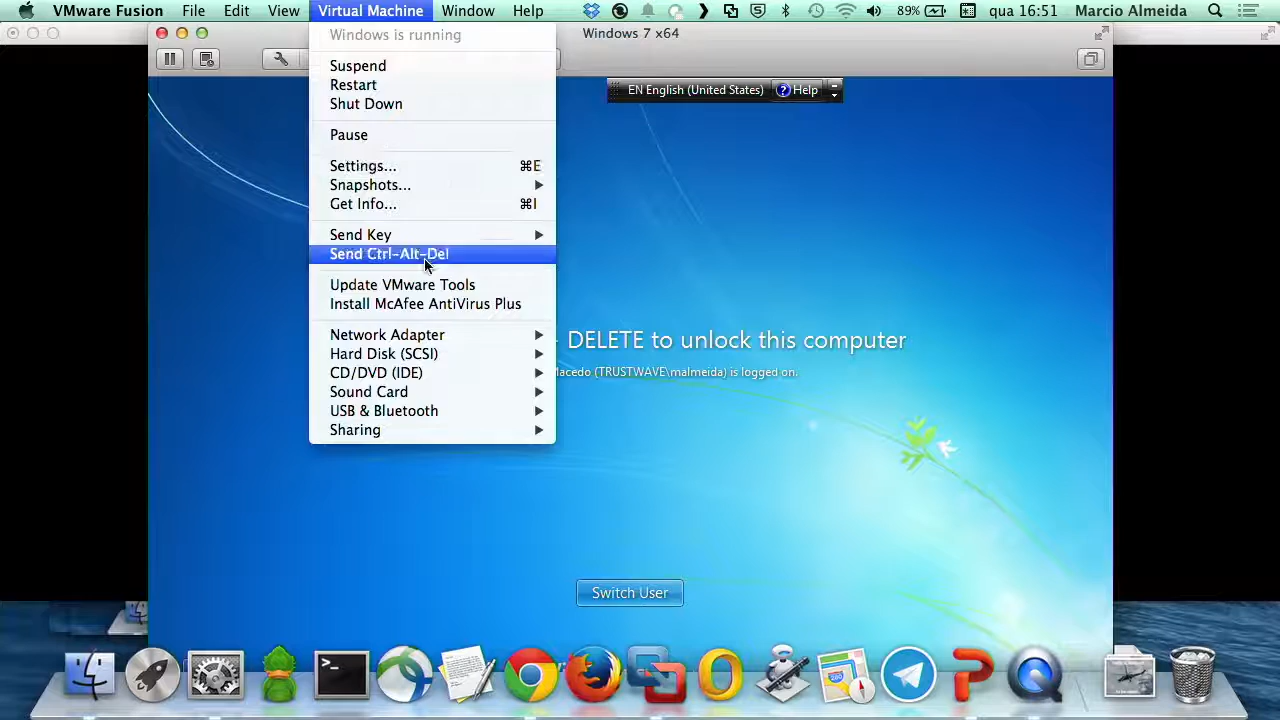 VMware Fusion File Edit View Virtual Machine Window Help 89% qua 16:51 Marcio Almeida
Windows 7 x64
Windows is running
Suspend
Restart
Shut Down
Pause
Settings... ⌘E
Snapshots...
Get Info... ⌘I
Send Key
Send Ctrl-Alt-Del
Update VMware Tools
Install McAfee AntiVirus Plus
Network Adapter
Hard Disk (SCSI)
CD/DVD (IDE)
Sound Card
USB & Bluetooth
Sharing
EN English (United States) ? Help
DELETE to unlock this computer
Macedo (TRUSTWAVE\malmeida) is logged on.
Switch User